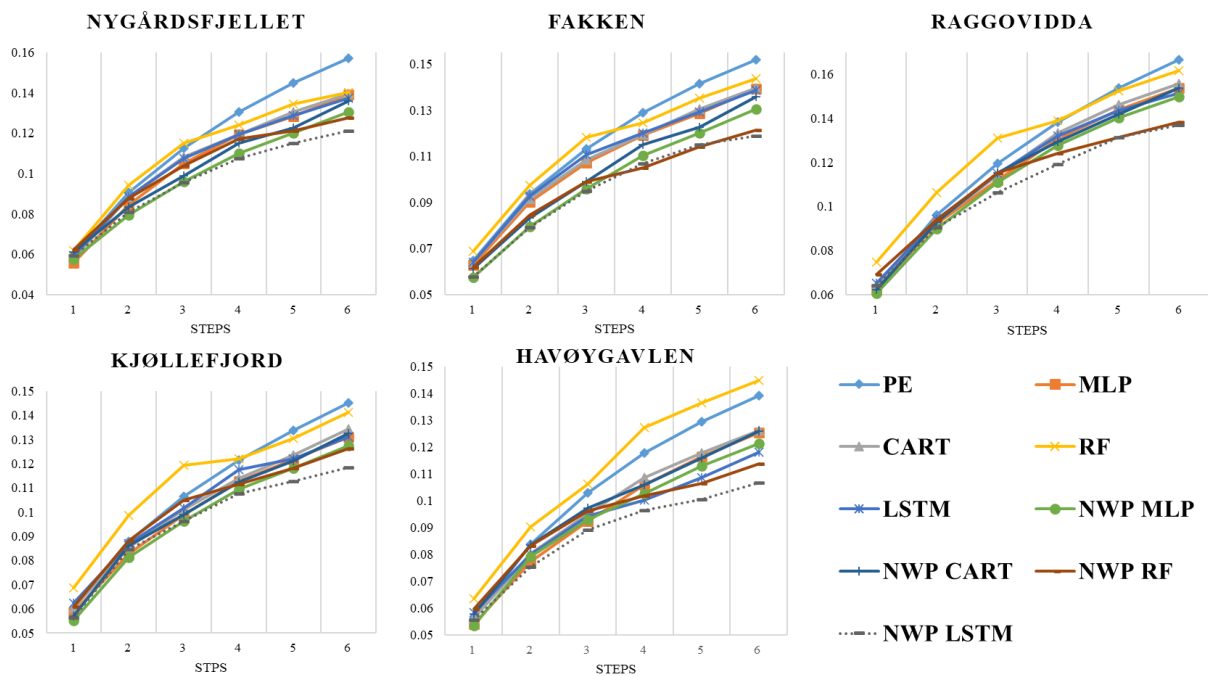 NYGÅRDSFJELLET
0.16
0.14
0.12
0.1
0.08
0.06
0.04
1 2 3 4 5 6
STEPS
FAKKEN
0.15
0.13
0.11
0.09
0.07
0.05
1 2 3 4 5 6
STEPS
RAGGOVIDDA
0.16
0.14
0.12
0.1
0.08
0.06
1 2 3 4 5 6
STEPS
KJØLLEFJORD
0.15
0.14
0.13
0.12
0.11
0.1
0.09
0.08
0.07
0.06
0.05
1 2 3 4 5 6
STPS
HAVØYGAVLEN
0.15
0.14
0.13
0.12
0.11
0.1
0.09
0.08
0.07
0.06
0.05
1 2 3 4 5 6
STEPS
PE MLP
CART RF
LSTM NWP MLP
NWP CART NWP RF
NWP LSTM